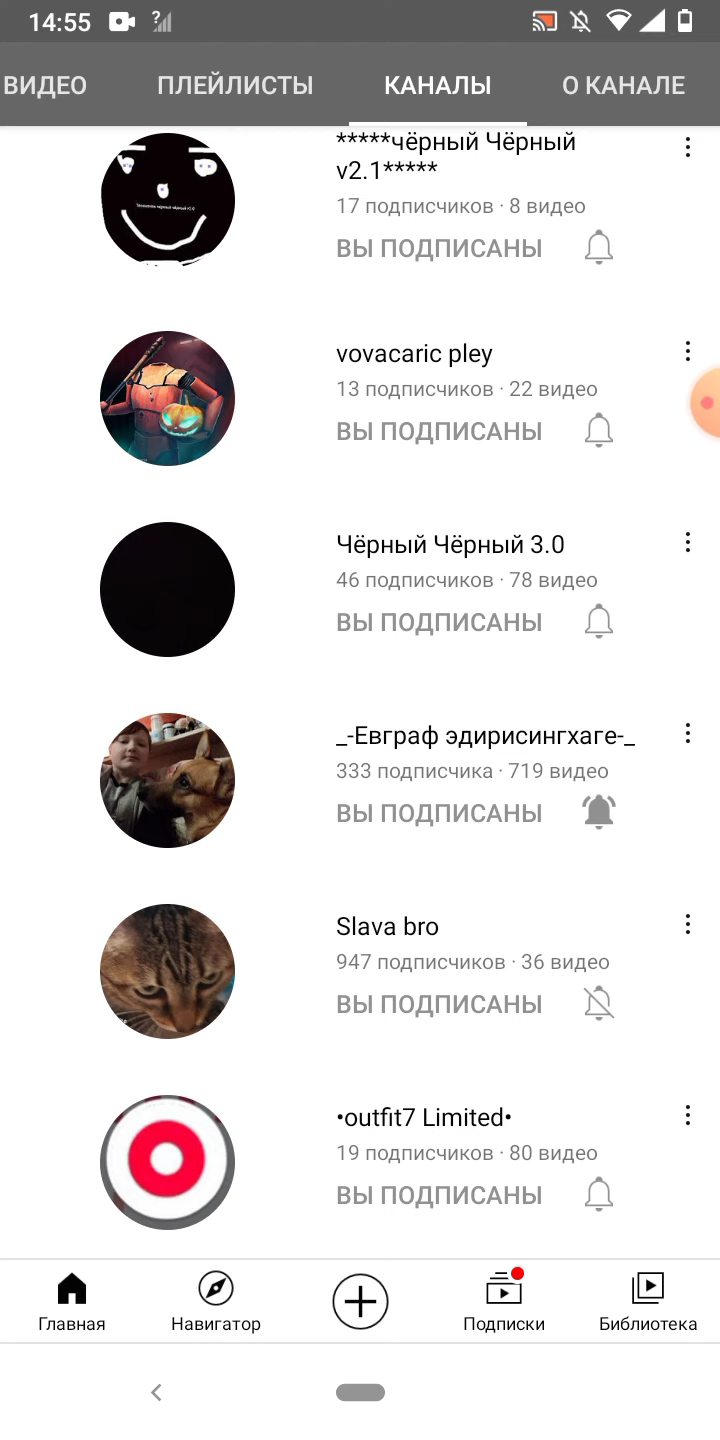 14:55
ВИДЕО
ПЛЕЙЛИСТЫ
КАНАЛЫ
О КАНАЛЕ
*****чёрный Чёрный
v2.1*****
17 подписчиков · 8 видео
ВЫ ПОДПИСАНЫ
vovacaric pley
13 подписчиков · 22 видео
ВЫ ПОДПИСАНЫ
Чёрный Чёрный 3.0
46 подписчиков · 78 видео
ВЫ ПОДПИСАНЫ
_-Евграф эдирисингхаге-_
333 подписчика · 719 видео
ВЫ ПОДПИСАНЫ
Slava bro
947 подписчиков · 36 видео
ВЫ ПОДПИСАНЫ
•outfit7 Limited•
19 подписчиков · 80 видео
ВЫ ПОДПИСАНЫ
Главная
Навигатор
Подписки
Библиотека